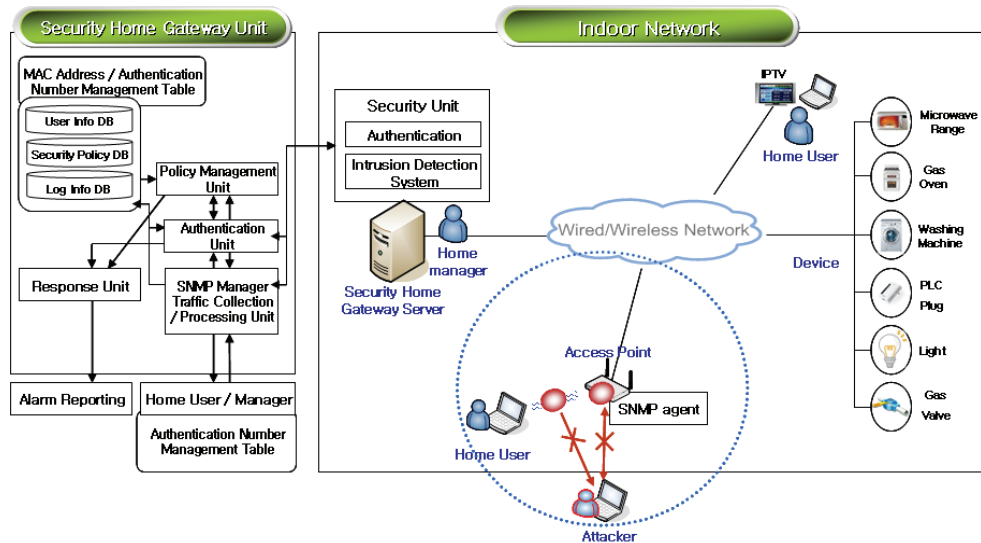 Security Home Gateway Unit
MAC Address / Authentication
Number Management Table
User Info DB
Security Policy DB
Log Info DB
Policy Management
Unit
Authentication
Unit
Response Unit
SNMP Manager
Traffic Collection
/ Processing Unit
Alarm Reporting
Home User / Manager
Authentication Number
Management Table
Indoor Network
Security Unit
Authentication
Intrusion Detection
System
Home
manager
Security Home
Gateway Server
IPTV
Home User
Wired/Wireless Network
Device
Microwave
Range
Gas
Oven
Washing
Machine
PLC
Plug
Light
Gas
Valve
Access Point
SNMP agent
Home User
Attacker